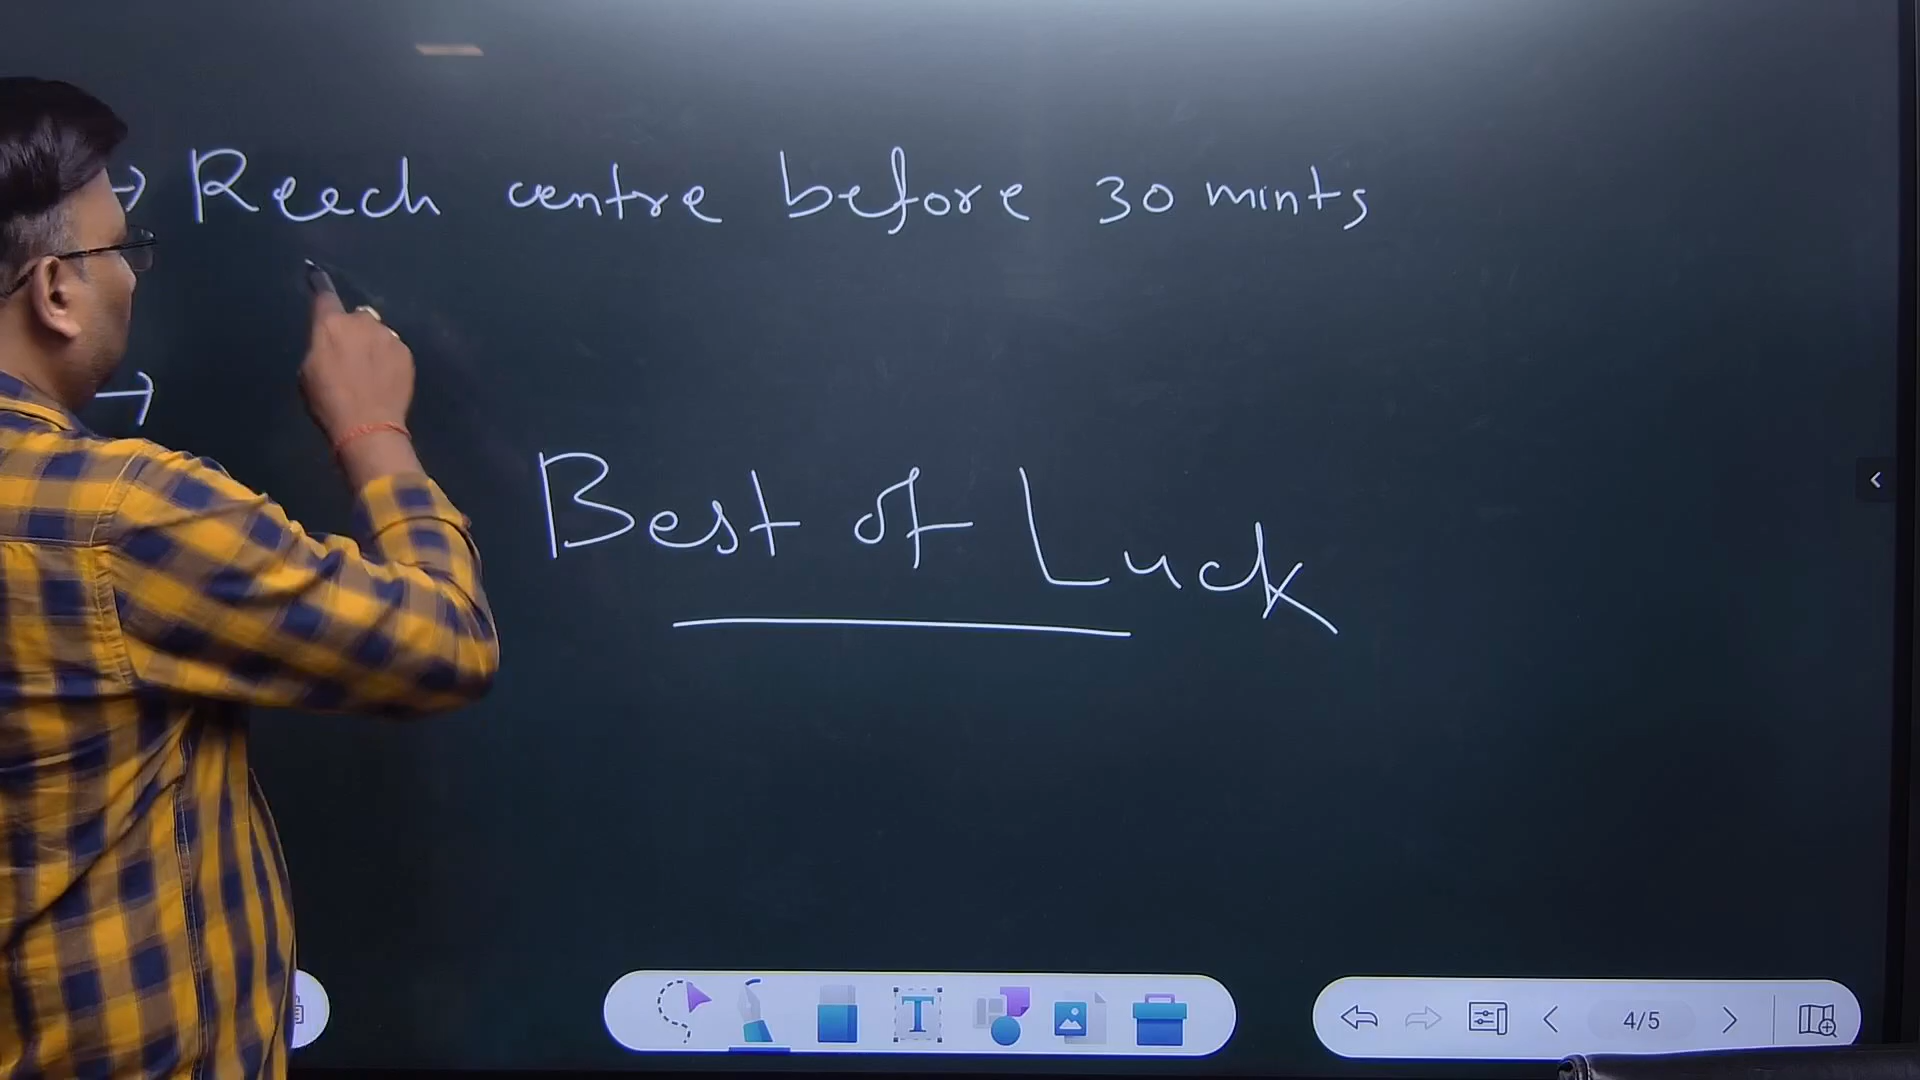 → Reech centre before 30 mints
→
Best of Luck
T
4/5